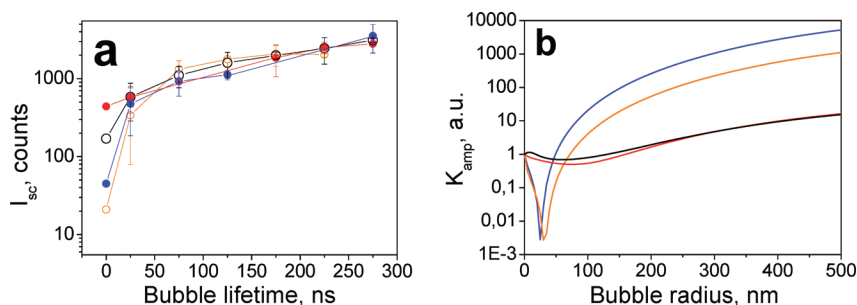 a
I_sc, counts
1000
100
10
0 50 100 150 200 250 300
Bubble lifetime, ns
b
K_amp, a.u.
10000
1000
100
10
1
0,1
0,01
1E-3
0 100 200 300 400 500
Bubble radius, nm